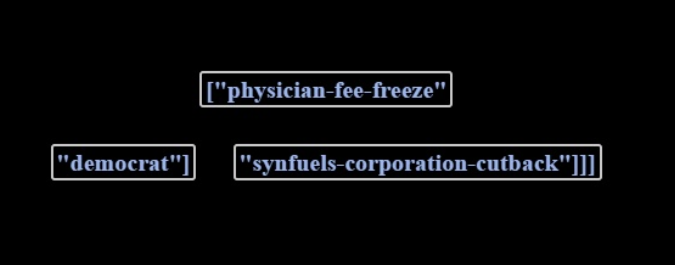 ["physician-fee-freeze"
"democrat"] "synfuels-corporation-cutback"]]]